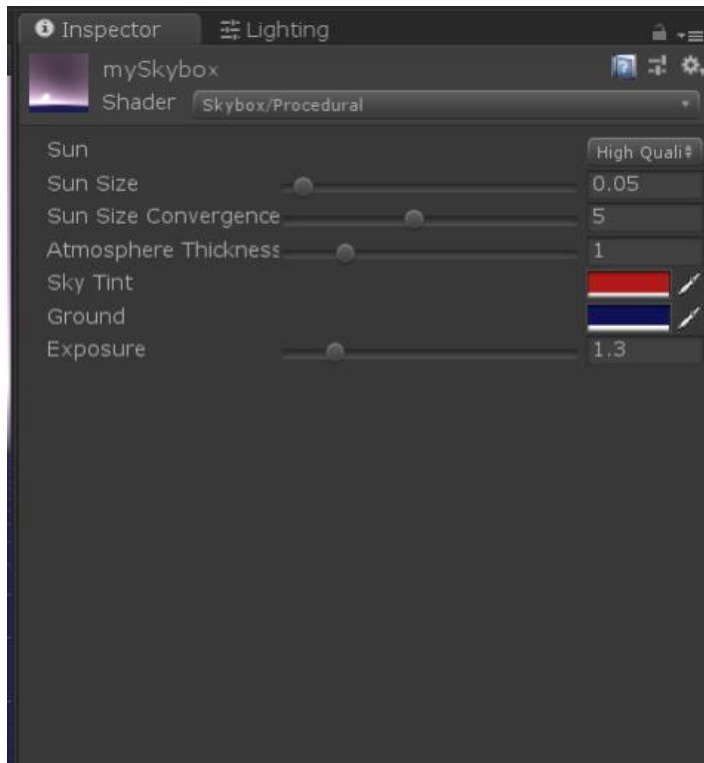 Inspector Lighting
mySkybox
Shader Skybox/Procedural
Sun High Quali
Sun Size 0.05
Sun Size Convergence 5
Atmosphere Thickness 1
Sky Tint
Ground
Exposure 1.3